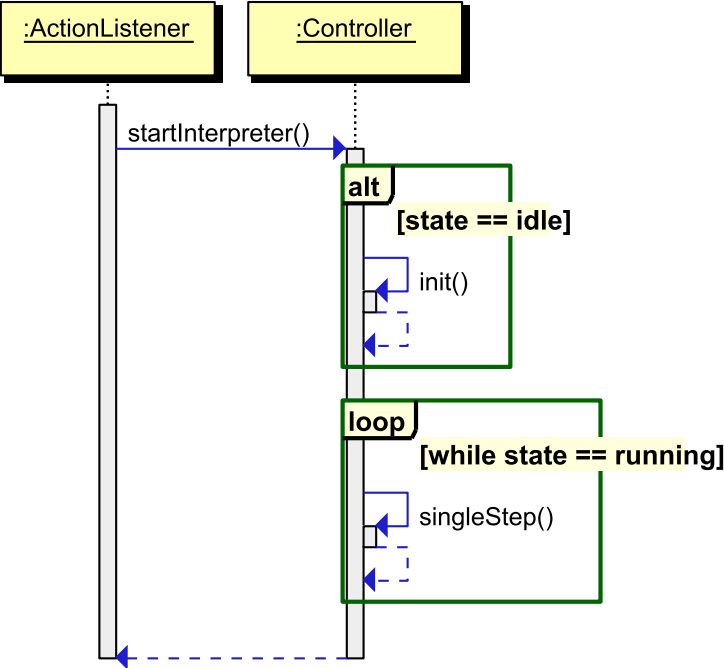 :ActionListener
:Controller
startInterpreter()
alt
[state == idle]
init()
loop
[while state == running]
singleStep()